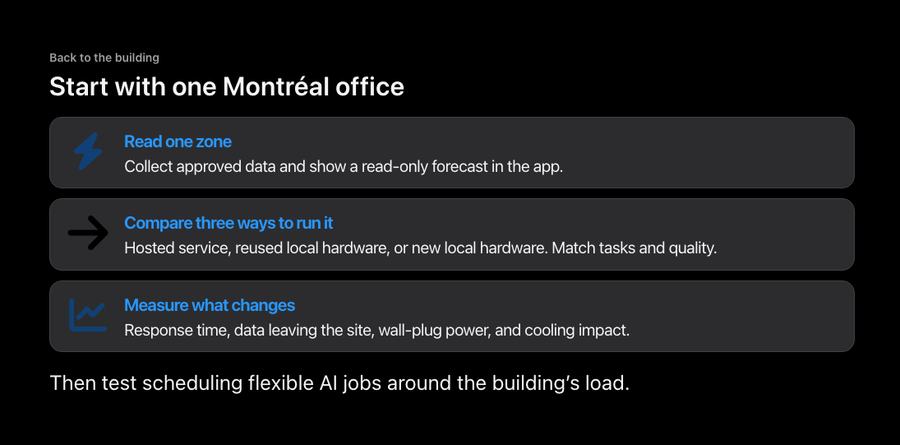 Back to the building
Start with one Montréal office
Read one zone
Collect approved data and show a read-only forecast in the app.
Compare three ways to run it
Hosted service, reused local hardware, or new local hardware. Match tasks and quality.
Measure what changes
Response time, data leaving the site, wall-plug power, and cooling impact.
Then test scheduling flexible AI jobs around the building’s load.